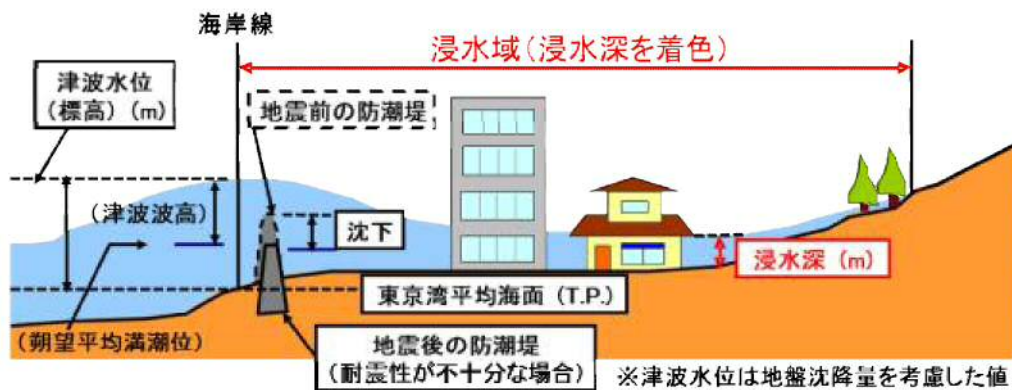 海岸線
浸水域(浸水深を着色)
津波水位
(標高)(m)
地震前の防潮堤
(津波波高)
沈下
浸水深(m)
東京湾平均海面(T.P.)
(朔望平均満潮位)
地震後の防潮堤
(耐震性が不十分な場合)
※津波水位は地盤沈降量を考慮した値